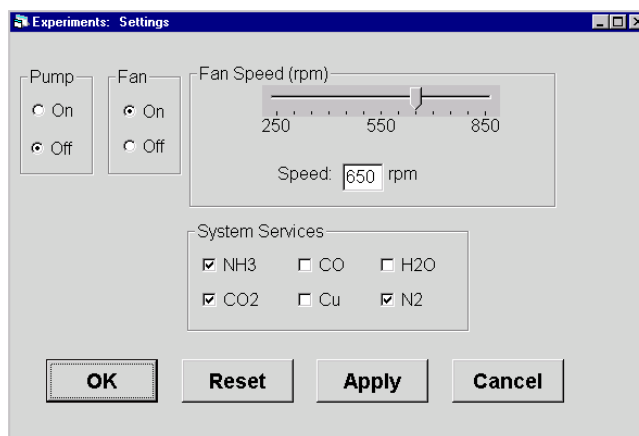 Experiments: Settings
Pump
On
Off
Fan
On
Off
Fan Speed (rpm)
250 550 850
Speed: 650 rpm
System Services
NH3 CO H2O
CO2 Cu N2
OK Reset Apply Cancel